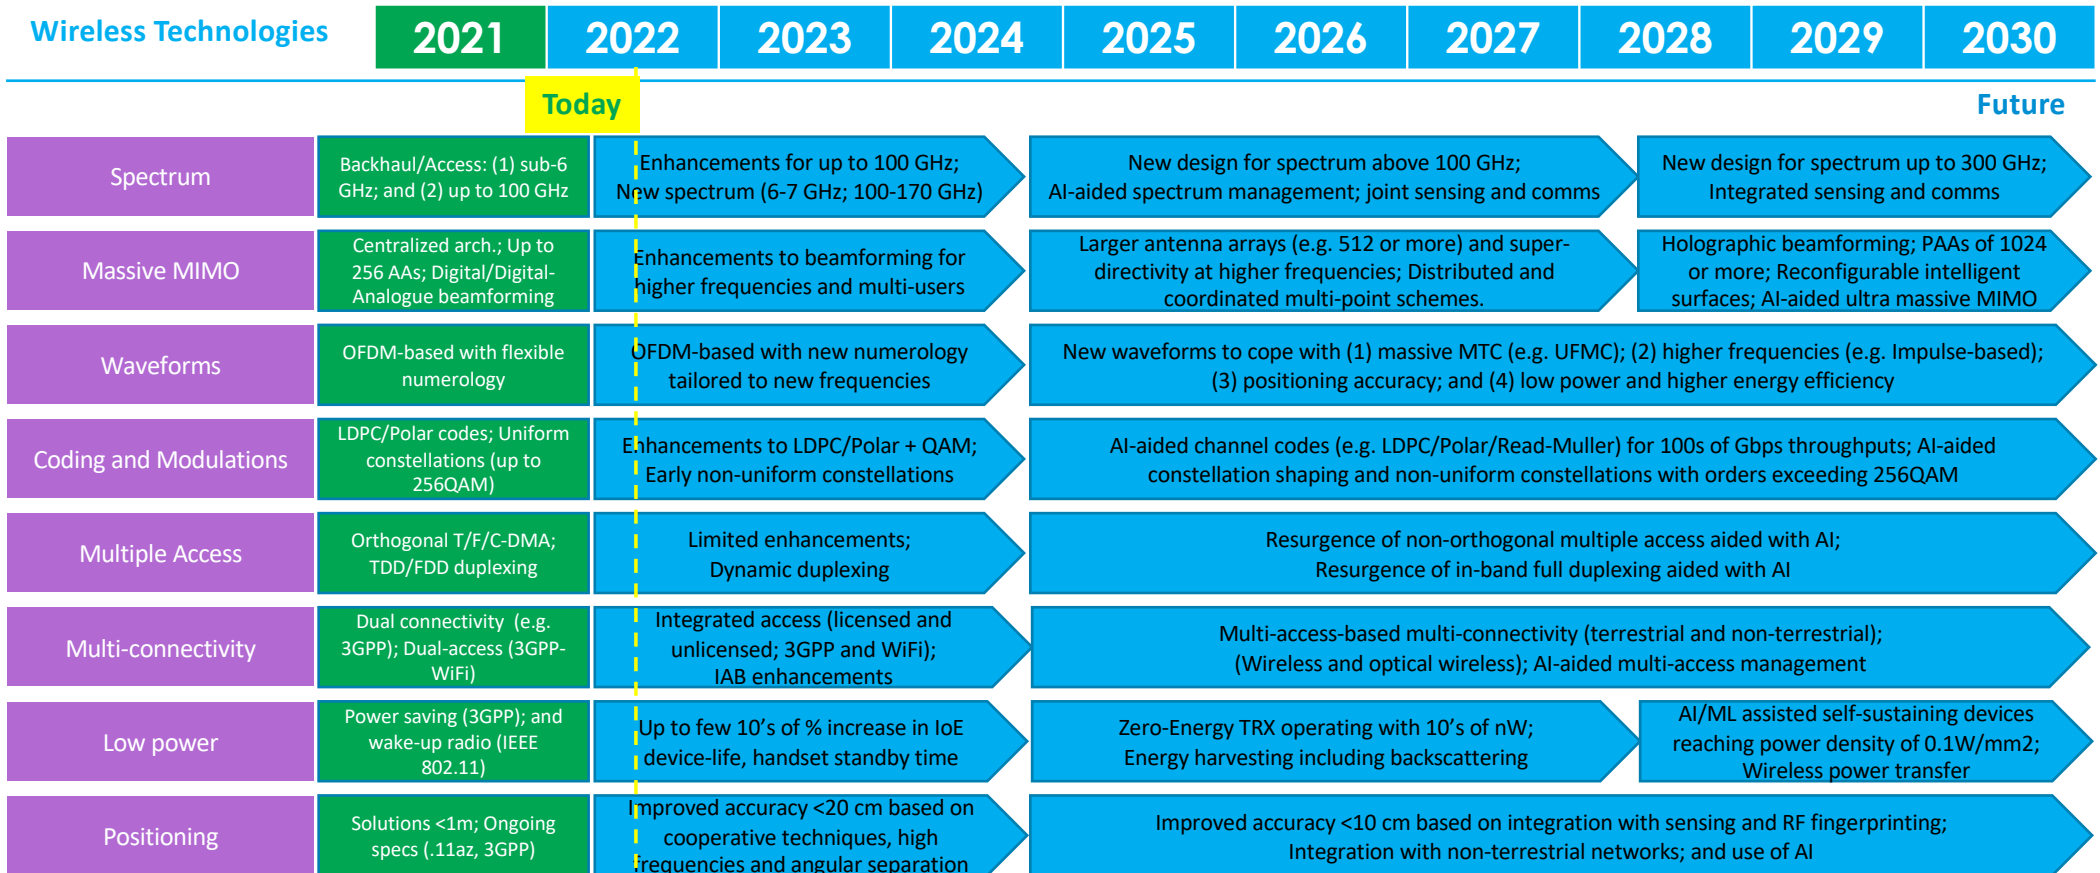 Wireless Technologies
2021 2022 2023 2024 2025 2026 2027 2028 2029 2030
Today
Future
Spectrum
Backhaul/Access: (1) sub-6
GHz; and (2) up to 100 GHz
Enhancements for up to 100 GHz;
New spectrum (6-7 GHz; 100-170 GHz)
New design for spectrum above 100 GHz;
AI-aided spectrum management; joint sensing and comms
New design for spectrum up to 300 GHz;
Integrated sensing and comms
Massive MIMO
Centralized arch.; Up to
256 AAs; Digital/Digital-
Analogue beamforming
Enhancements to beamforming for
higher frequencies and multi-users
Larger antenna arrays (e.g. 512 or more) and super-
directivity at higher frequencies; Distributed and
coordinated multi-point schemes.
Holographic beamforming; PAAs of 1024
or more; Reconfigurable intelligent
surfaces; AI-aided ultra massive MIMO
Waveforms
OFDM-based with flexible
numerology
OFDM-based with new numerology
tailored to new frequencies
New waveforms to cope with (1) massive MTC (e.g. UFMC); (2) higher frequencies (e.g. Impulse-based);
(3) positioning accuracy; and (4) low power and higher energy efficiency
Coding and Modulations
LDPC/Polar codes; Uniform
constellations (up to
256QAM)
Enhancements to LDPC/Polar + QAM;
Early non-uniform constellations
AI-aided channel codes (e.g. LDPC/Polar/Read-Muller) for 100s of Gbps throughputs; AI-aided
constellation shaping and non-uniform constellations with orders exceeding 256QAM
Multiple Access
Orthogonal T/F/C-DMA;
TDD/FDD duplexing
Limited enhancements;
Dynamic duplexing
Resurgence of non-orthogonal multiple access aided with AI;
Resurgence of in-band full duplexing aided with AI
Multi-connectivity
Dual connectivity (e.g.
3GPP); Dual-access (3GPP-
WiFi)
Integrated access (licensed and
unlicensed; 3GPP and WiFi);
IAB enhancements
Multi-access-based multi-connectivity (terrestrial and non-terrestrial);
(Wireless and optical wireless); AI-aided multi-access management
Low power
Power saving (3GPP); and
wake-up radio (IEEE
802.11)
Up to few 10’s of % increase in IoE
device-life, handset standby time
Zero-Energy TRX operating with 10’s of nW;
Energy harvesting including backscattering
AI/ML assisted self-sustaining devices
reaching power density of 0.1W/mm2;
Wireless power transfer
Positioning
Solutions <1m; Ongoing
specs (.11az, 3GPP)
Improved accuracy <20 cm based on
cooperative techniques, high
frequencies and angular separation
Improved accuracy <10 cm based on integration with sensing and RF fingerprinting;
Integration with non-terrestrial networks; and use of AI